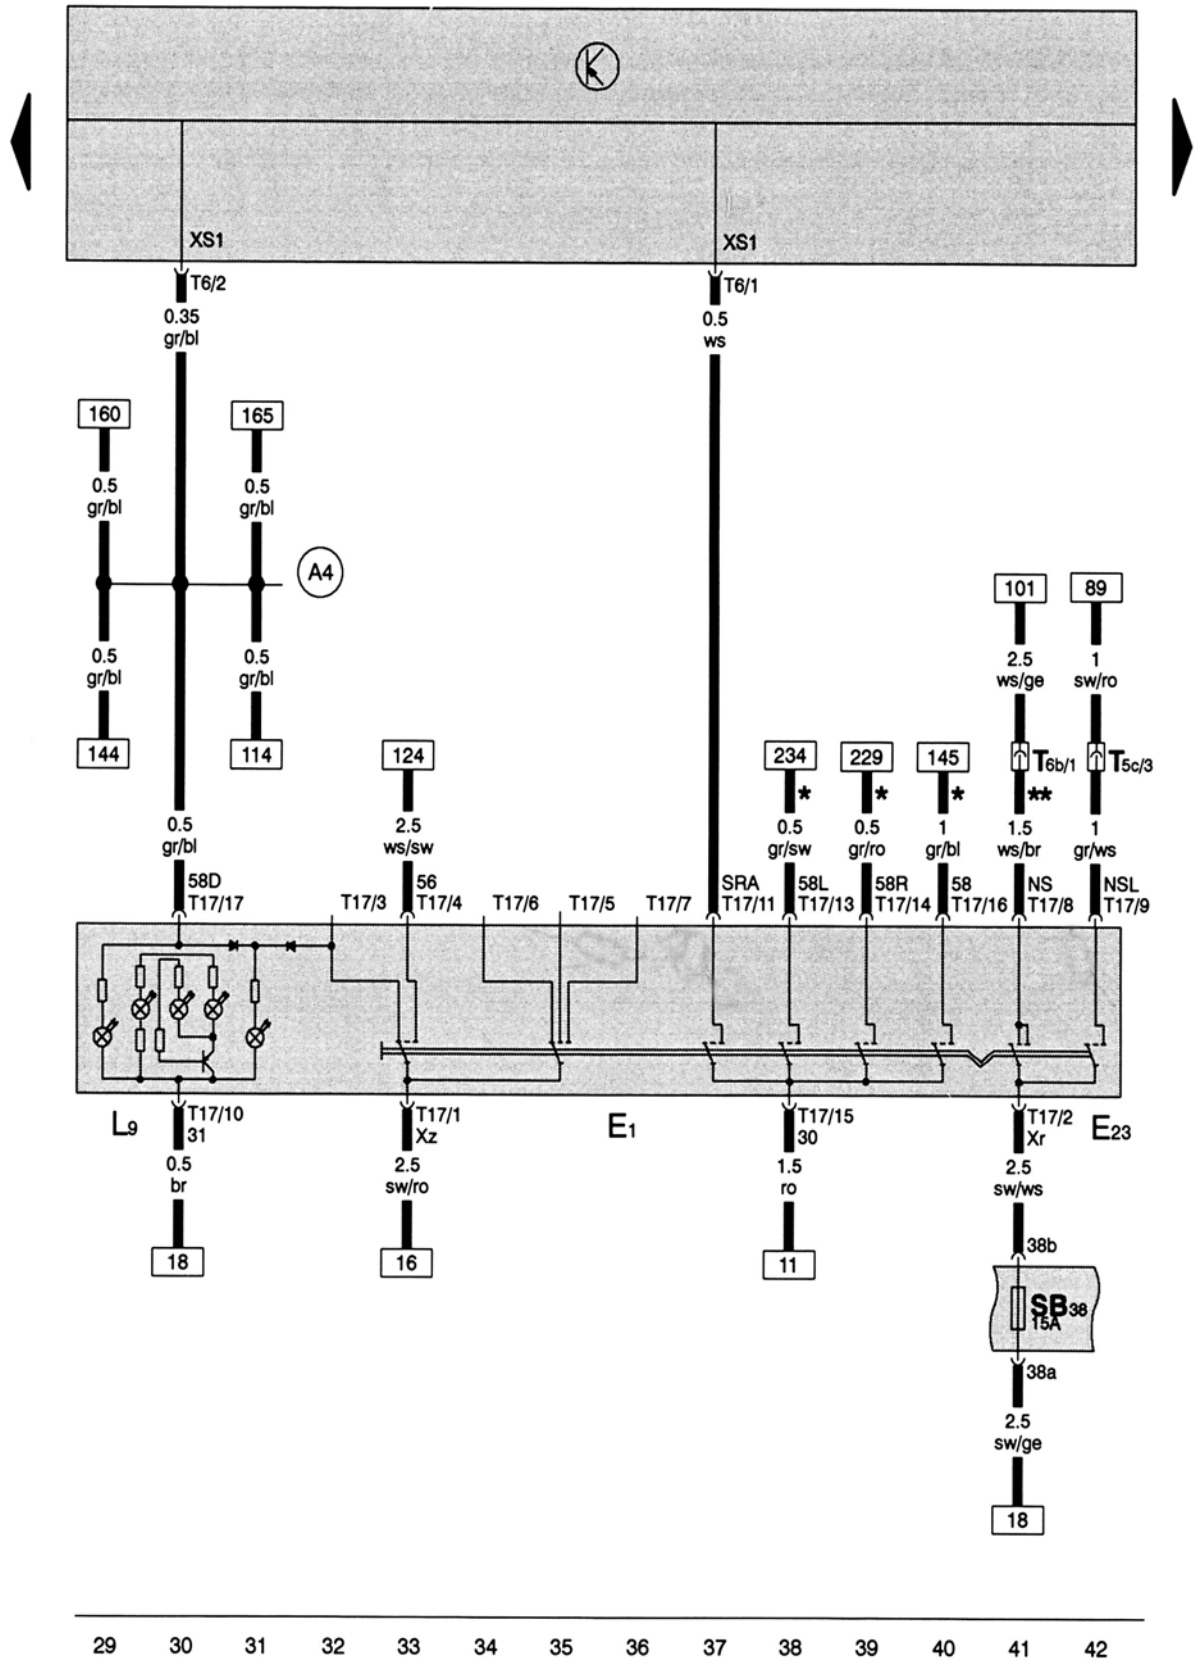 XS1
XS1
T6/2
T6/1
0.35
gr/bl
0.5
ws
160
165
0.5
gr/bl
0.5
gr/bl
A4
101
89
0.5
gr/bl
0.5
gr/bl
2.5
ws/ge
1
sw/ro
144
114
124
234
229
145
T6b/1
T5c/3
*
*
*
**
0.5
gr/bl
2.5
ws/sw
0.5
gr/sw
0.5
gr/ro
1
gr/bl
1.5
ws/br
1
gr/ws
58D
T17/17
T17/3
56
T17/4
T17/6
T17/5
T17/7
SRA
T17/11
58L
T17/13
58R
T17/14
58
T17/16
NS
T17/8
NSL
T17/9
L9
T17/10
31
T17/1
Xz
E1
T17/15
30
T17/2
Xr
E23
0.5
br
2.5
sw/ro
1.5
ro
2.5
sw/ws
18
16
11
38b
SB38
15A
38a
2.5
sw/ge
18
29 30 31 32 33 34 35 36 37 38 39 40 41 42